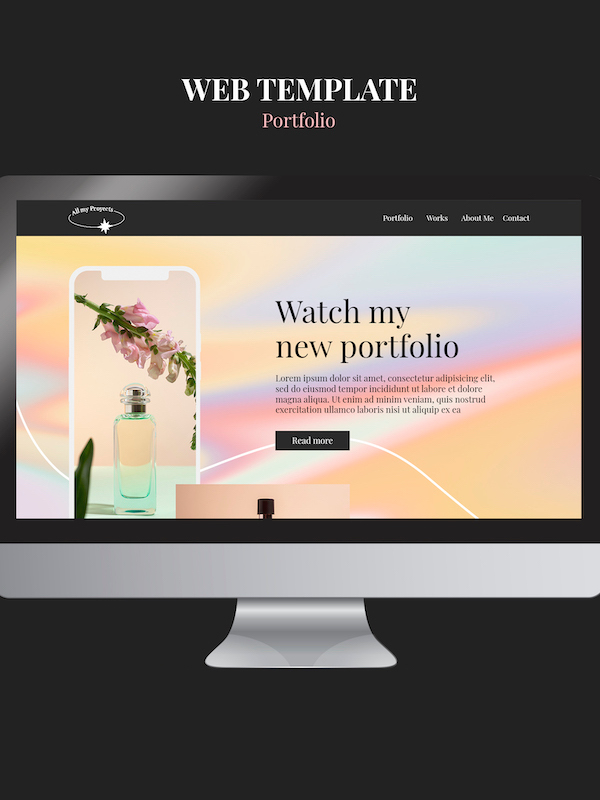 WEB TEMPLATE
Portfolio
All my Proyects
Portfolio Works About Me Contact
Watch my
new portfolio
Lorem ipsum dolor sit amet, consectetur adipisicing elit,
sed do eiusmod tempor incididunt ut labore et dolore
magna aliqua. Ut enim ad minim veniam, quis nostrud
exercitation ullamco laboris nisi ut aliquip ex ea
Read more